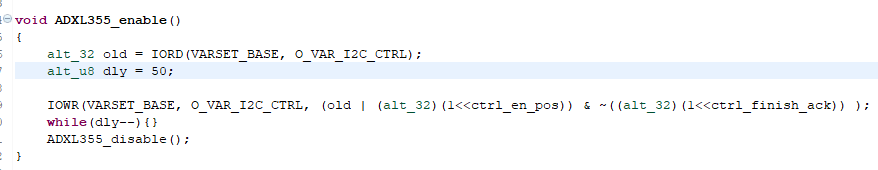 void ADXL355_enable()
{
    alt_32 old = IORD(VARSET_BASE, O_VAR_I2C_CTRL);
    alt_u8 dly = 50;

    IOWR(VARSET_BASE, O_VAR_I2C_CTRL, (old | (alt_32)(1<<ctrl_en_pos)) & ~((alt_32)(1<<ctrl_finish_ack)) );
    while(dly--){}
    ADXL355_disable();
}